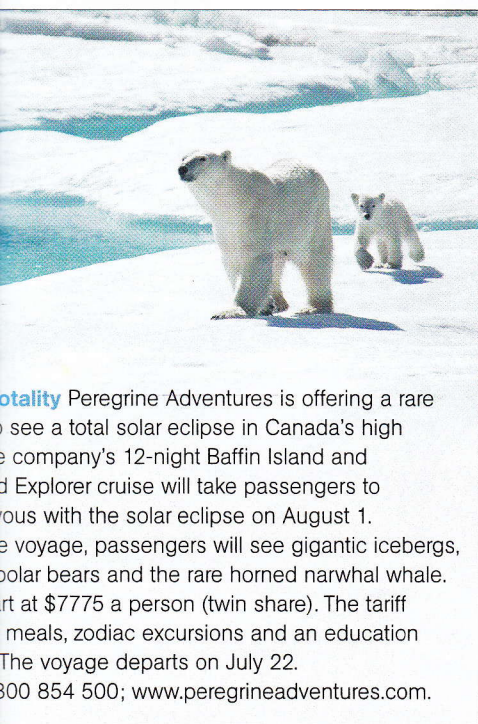 otality Peregrine Adventures is offering a rare
see a total solar eclipse in Canada's high
company's 12-night Baffin Island and
Explorer cruise will take passengers to
ous with the solar eclipse on August 1.
voyage, passengers will see gigantic icebergs,
polar bears and the rare horned narwhal whale.
rt at $7775 a person (twin share). The tariff
meals, zodiac excursions and an education
The voyage departs on July 22.
800 854 500; www.peregrineadventures.com.